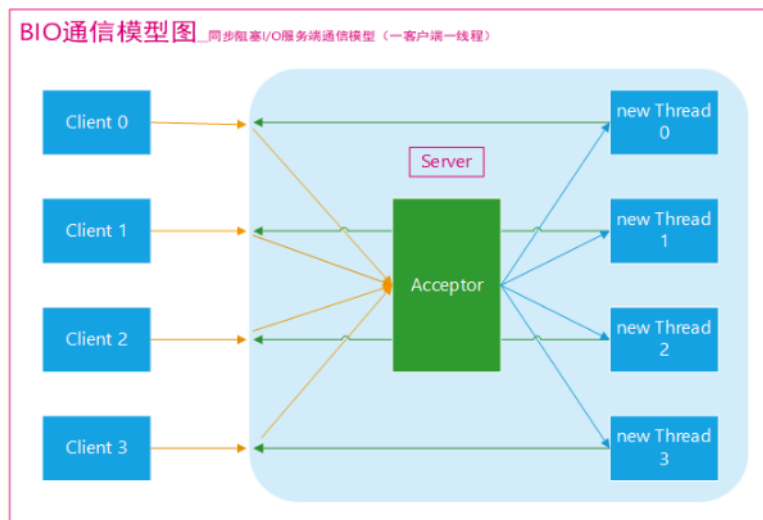 BIO通信模型图__同步阻塞I/O服务端通信模型（一客户端一线程）
Client 0
new Thread
0
Server
Client 1
new Thread
1
Acceptor
Client 2
new Thread
2
Client 3
new Thread
3